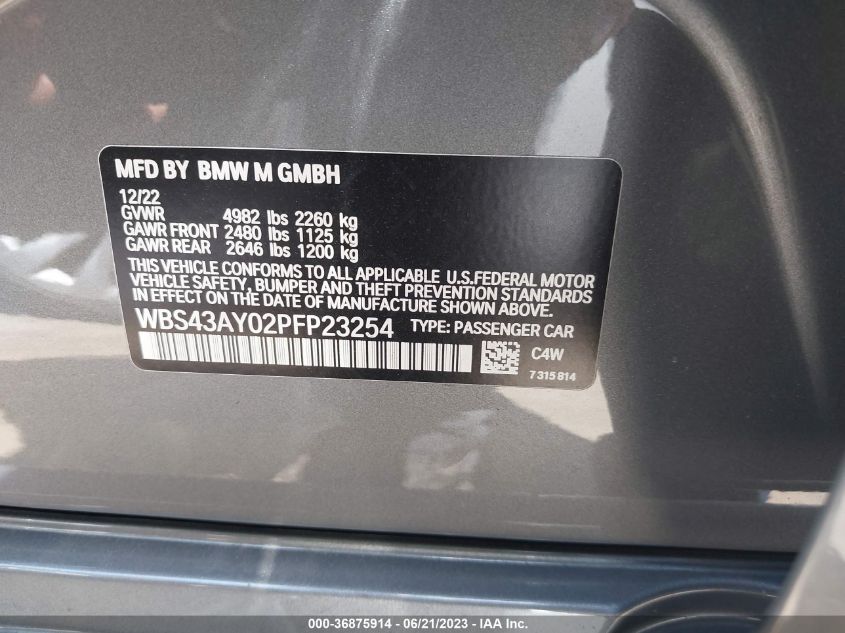 MFD BY BMW M GMBH
12/22
GVWR 4982 lbs 2260 kg
GAWR FRONT 2480 lbs 1125 kg
GAWR REAR 2646 lbs 1200 kg
THIS VEHICLE CONFORMS TO ALL APPLICABLE U.S.FEDERAL MOTOR
VEHICLE SAFETY, BUMPER AND THEFT PREVENTION STANDARDS
IN EFFECT ON THE DATE OF MANUFACTURE SHOWN ABOVE.
WBS43AY02PFP23254 TYPE: PASSENGER CAR
C4W
7315814
000-36875914 / 06/21/2023 / © IAA Inc.